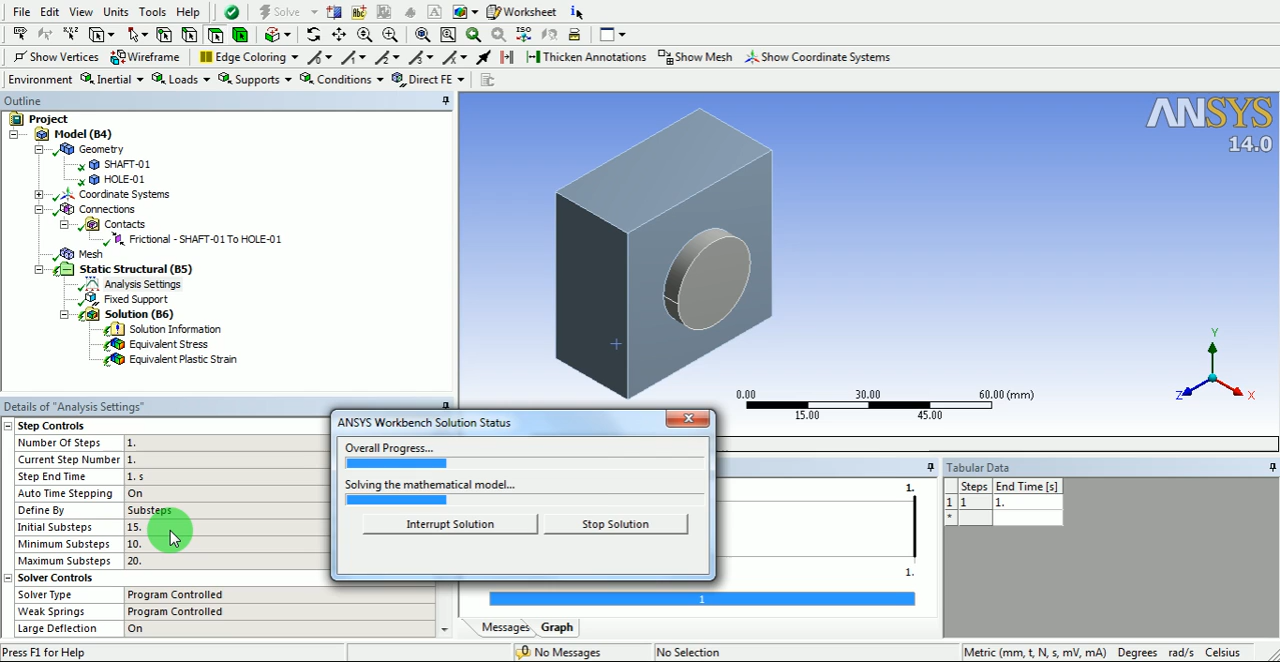 File Edit View Units Tools Help Solve Worksheet
Show Vertices Wireframe Edge Coloring Thicken Annotations Show Mesh Show Coordinate Systems
Environment Inertial Loads Supports Conditions Direct FE
Outline
Project
Model (B4)
Geometry
SHAFT-01
HOLE-01
Coordinate Systems
Connections
Contacts
Frictional - SHAFT-01 To HOLE-01
Mesh
Static Structural (B5)
Analysis Settings
Fixed Support
Solution (B6)
Solution Information
Equivalent Stress
Equivalent Plastic Strain
ANSYS
14.0
0.00 30.00 60.00 (mm)
15.00 45.00
Y
Z X
Details of "Analysis Settings"
Step Controls
Number Of Steps 1.
Current Step Number 1.
Step End Time 1. s
Auto Time Stepping On
Define By Substeps
Initial Substeps 15.
Minimum Substeps 10.
Maximum Substeps 20.
Solver Controls
Solver Type Program Controlled
Weak Springs Program Controlled
Large Deflection On
ANSYS Workbench Solution Status
Overall Progress...
Solving the mathematical model...
Interrupt Solution Stop Solution
1.
1.
1
Messages Graph
Tabular Data
Steps End Time [s]
1 1 1.
*
Press F1 for Help 0 No Messages No Selection Metric (mm, t, N, s, mV, mA) Degrees rad/s Celsius